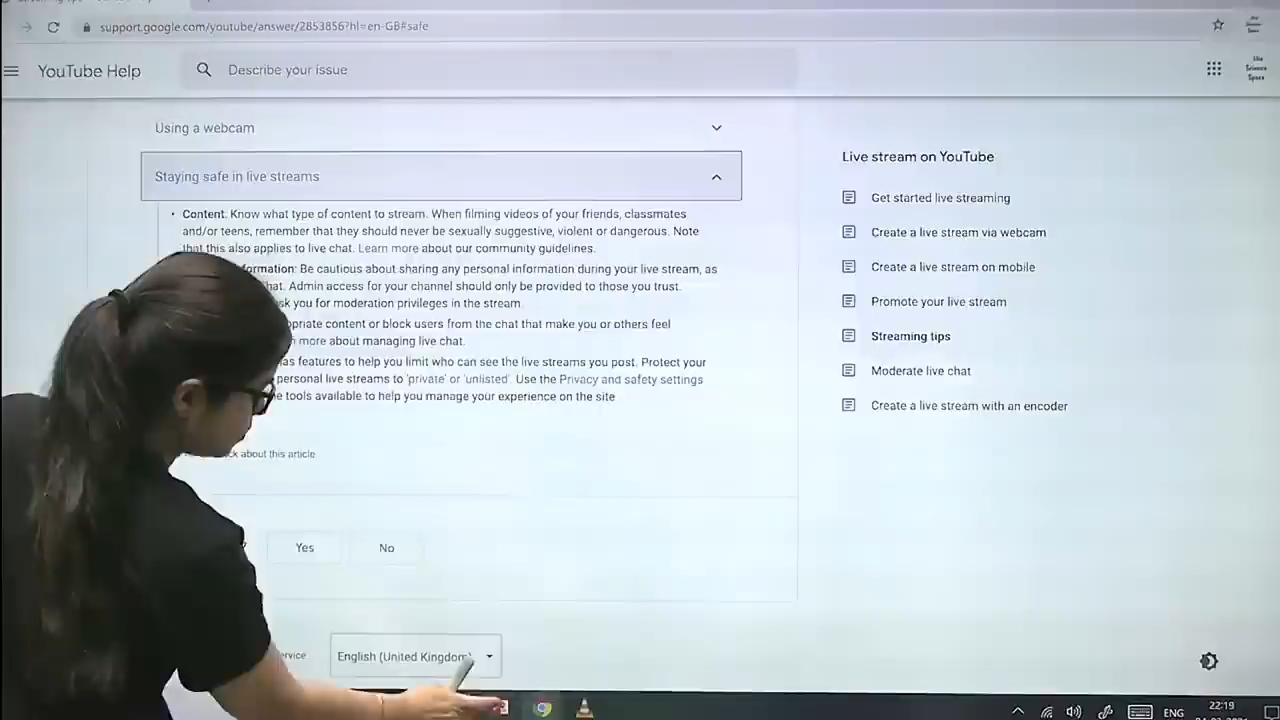 support.google.com/youtube/answer/2853856?hl=en-GB#safe
YouTube Help
Describe your issue
The
Science
Space
Using a webcam
Staying safe in live streams
• Content: Know what type of content to stream. When filming videos of your friends, classmates
and/or teens, remember that they should never be sexually suggestive, violent or dangerous. Note
that this also applies to live chat. Learn more about our community guidelines.
formation: Be cautious about sharing any personal information during your live stream, as
hat. Admin access for your channel should only be provided to those you trust.
sk you for moderation privileges in the stream.
opriate content or block users from the chat that make you or others feel
more about managing live chat.
as features to help you limit who can see the live streams you post. Protect your
personal live streams to 'private' or 'unlisted'. Use the Privacy and safety settings
tools available to help you manage your experience on the site
about this article
Yes
No
English (United Kingdom)
Live stream on YouTube
Get started live streaming
Create a live stream via webcam
Create a live stream on mobile
Promote your live stream
Streaming tips
Moderate live chat
Create a live stream with an encoder
ENG
22:19